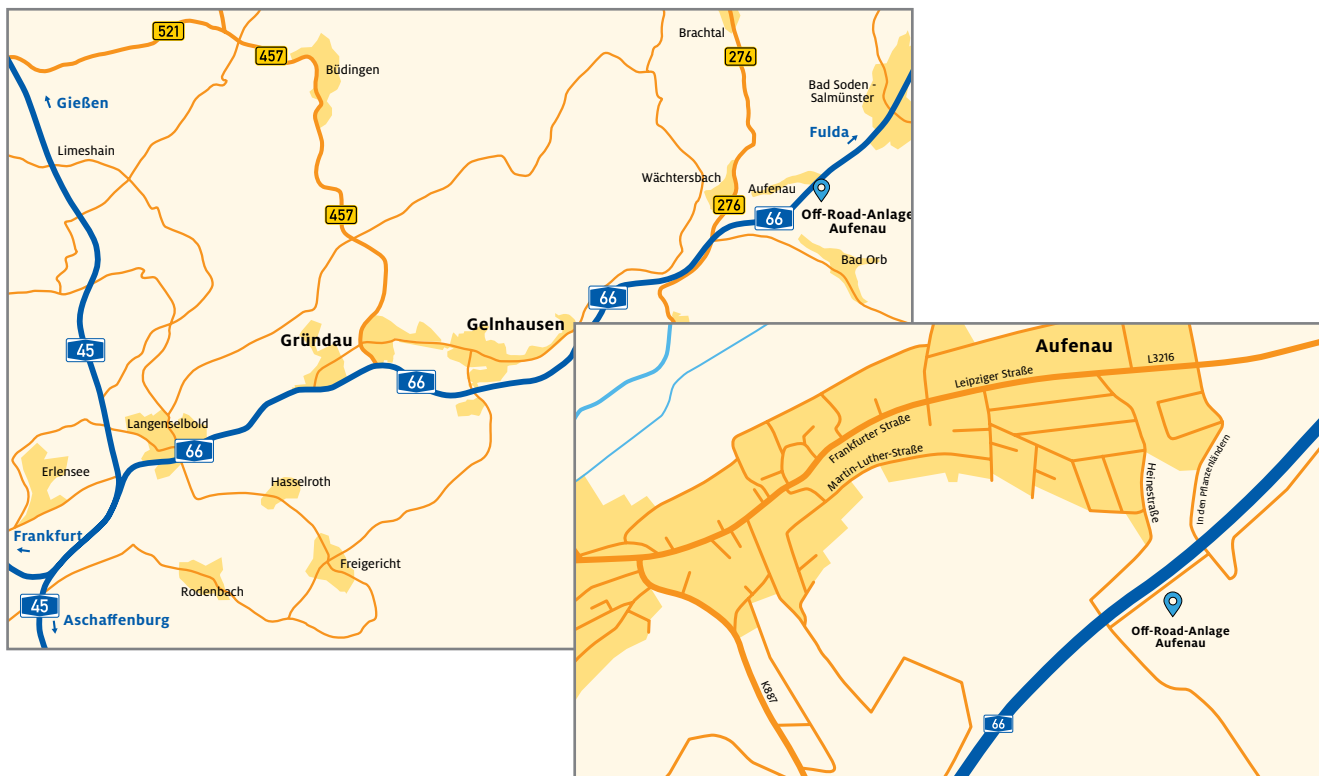 521
457
Büdingen
Brachtal
276
Bad Soden -
Salmünster
Gießen
Fulda
Limeshain
Wächtersbach
Aufenau
276
457
66
Off-Road-Anlage
Aufenau
Bad Orb
66
45
Gründau
Gelnhausen
66
Langenselbold
66
Erlensee
Hasselroth
Frankfurt
Freigericht
Rodenbach
45
Aschaffenburg
Aufenau
L3216
Leipziger Straße
Frankfurter Straße
Martin-Luther-Straße
Heinestraße
In den Pflanzenländern
Off-Road-Anlage
Aufenau
K887
66